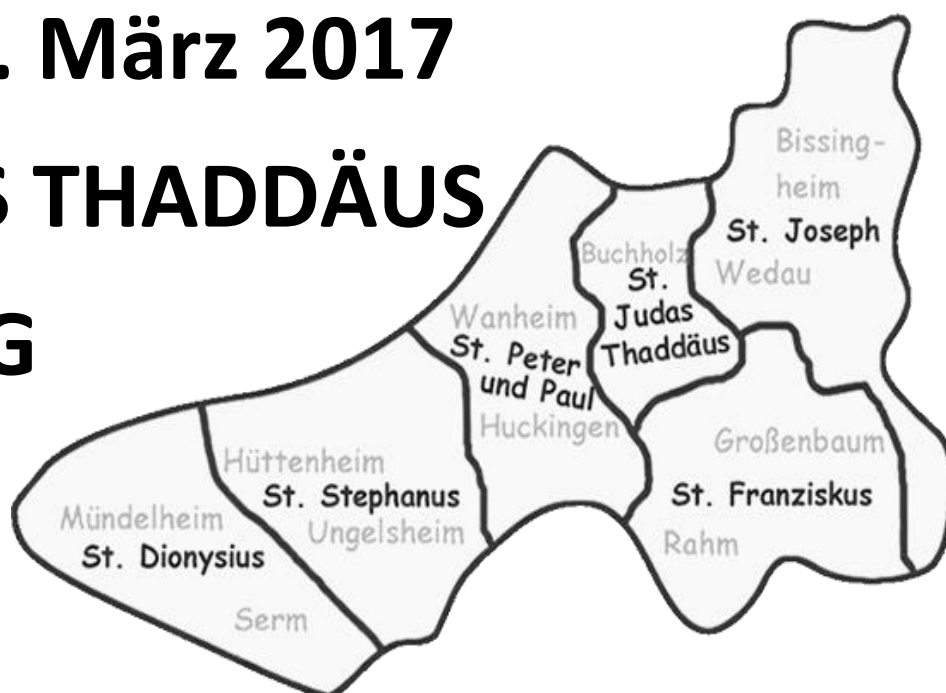 . März 2017
S THADDÄUS
G
Bissing-
heim
St. Joseph
Wedau
Buchholz
St.
Judas
Thaddäus
Wanheim
St. Peter
und Paul
Huckingen
Großenbaum
St. Franziskus
Rahm
Hüttenheim
St. Stephanus
Ungelsheim
Mündelheim
St. Dionysius
Serm